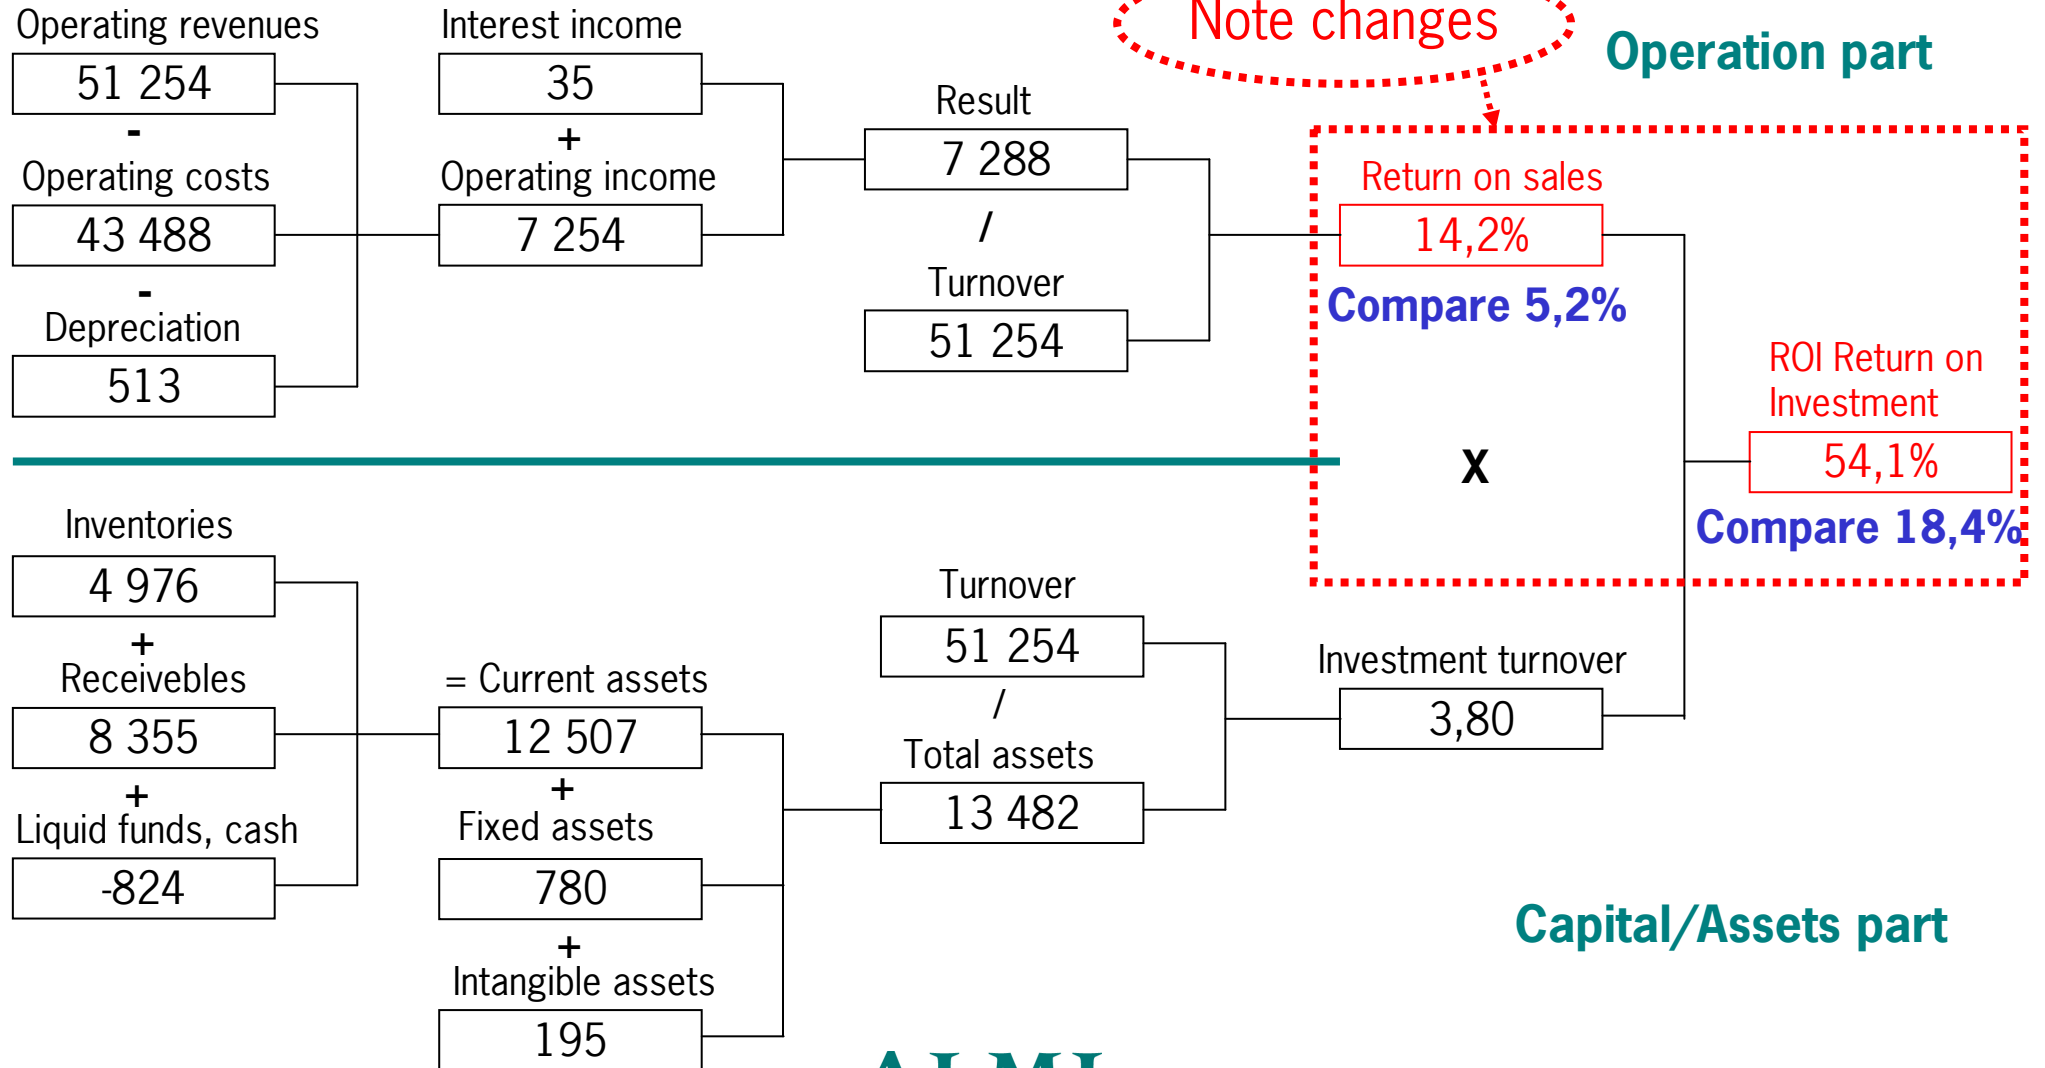 Note changes
Operation part
Operating revenues
51 254
-
Operating costs
43 488
-
Depreciation
513
Interest income
35
+
Operating income
7 254
Result
7 288
/
Turnover
51 254
Return on sales
14,2%
Compare 5,2%
X
ROI Return on
Investment
54,1%
Compare 18,4%
Inventories
4 976
+
Receivebles
8 355
+
Liquid funds, cash
-824
= Current assets
12 507
+
Fixed assets
780
+
Intangible assets
195
Turnover
51 254
/
Total assets
13 482
Investment turnover
3,80
Capital/Assets part
ALMI